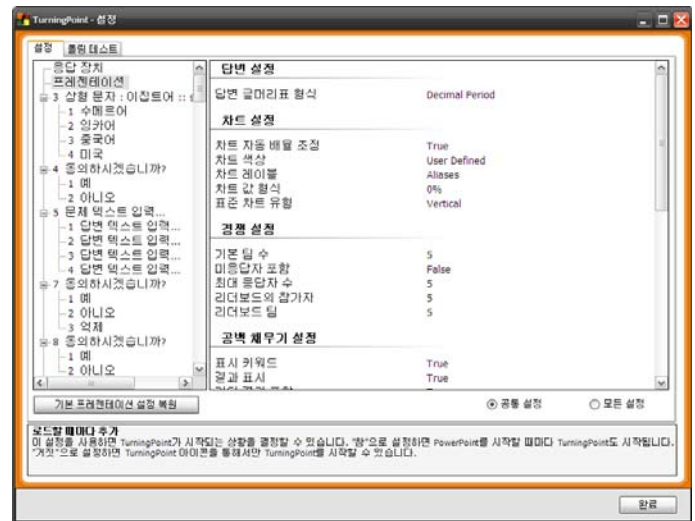 TurningPoint - 설정
설정
폴링 테스트
응답 장치
프레젠테이션
3 상형 문자 : 이집트어 ::
1 수메르어
2 잉카어
3 중국어
4 미국
4 동의하시겠습니까?
1 예
2 아니오
5 문제 텍스트 입력...
1 답변 텍스트 입력...
2 답변 텍스트 입력...
3 답변 텍스트 입력...
4 답변 텍스트 입력...
7 동의하시겠습니까?
1 예
2 아니오
3 억제
8 동의하시겠습니까?
1 예
2 아니오
답변 설정
답변 글머리표 형식 Decimal Period
차트 설정
차트 자동 배율 조정 True
차트 색상 User Defined
차트 레이블 Aliases
차트 값 형식 0%
표준 차트 유형 Vertical
경쟁 설정
기본 팀 수 5
미응답자 포함 False
최대 응답자 수 5
리더보드의 참가자 5
리더보드 팀 5
공백 채우기 설정
표시 키워드 True
결과 표시 True
기본 프레젠테이션 설정 복원
공통 설정
모든 설정
로드할 때마다 추가
이 설정을 사용하면 TurningPoint가 시작되는 상황을 결정할 수 있습니다. "참"으로 설정하면 PowerPoint를 시작할 때마다 TurningPoint도 시작됩니다.
"거짓"으로 설정하면 TurningPoint 아이콘을 통해서만 TurningPoint를 시작할 수 있습니다.
완료